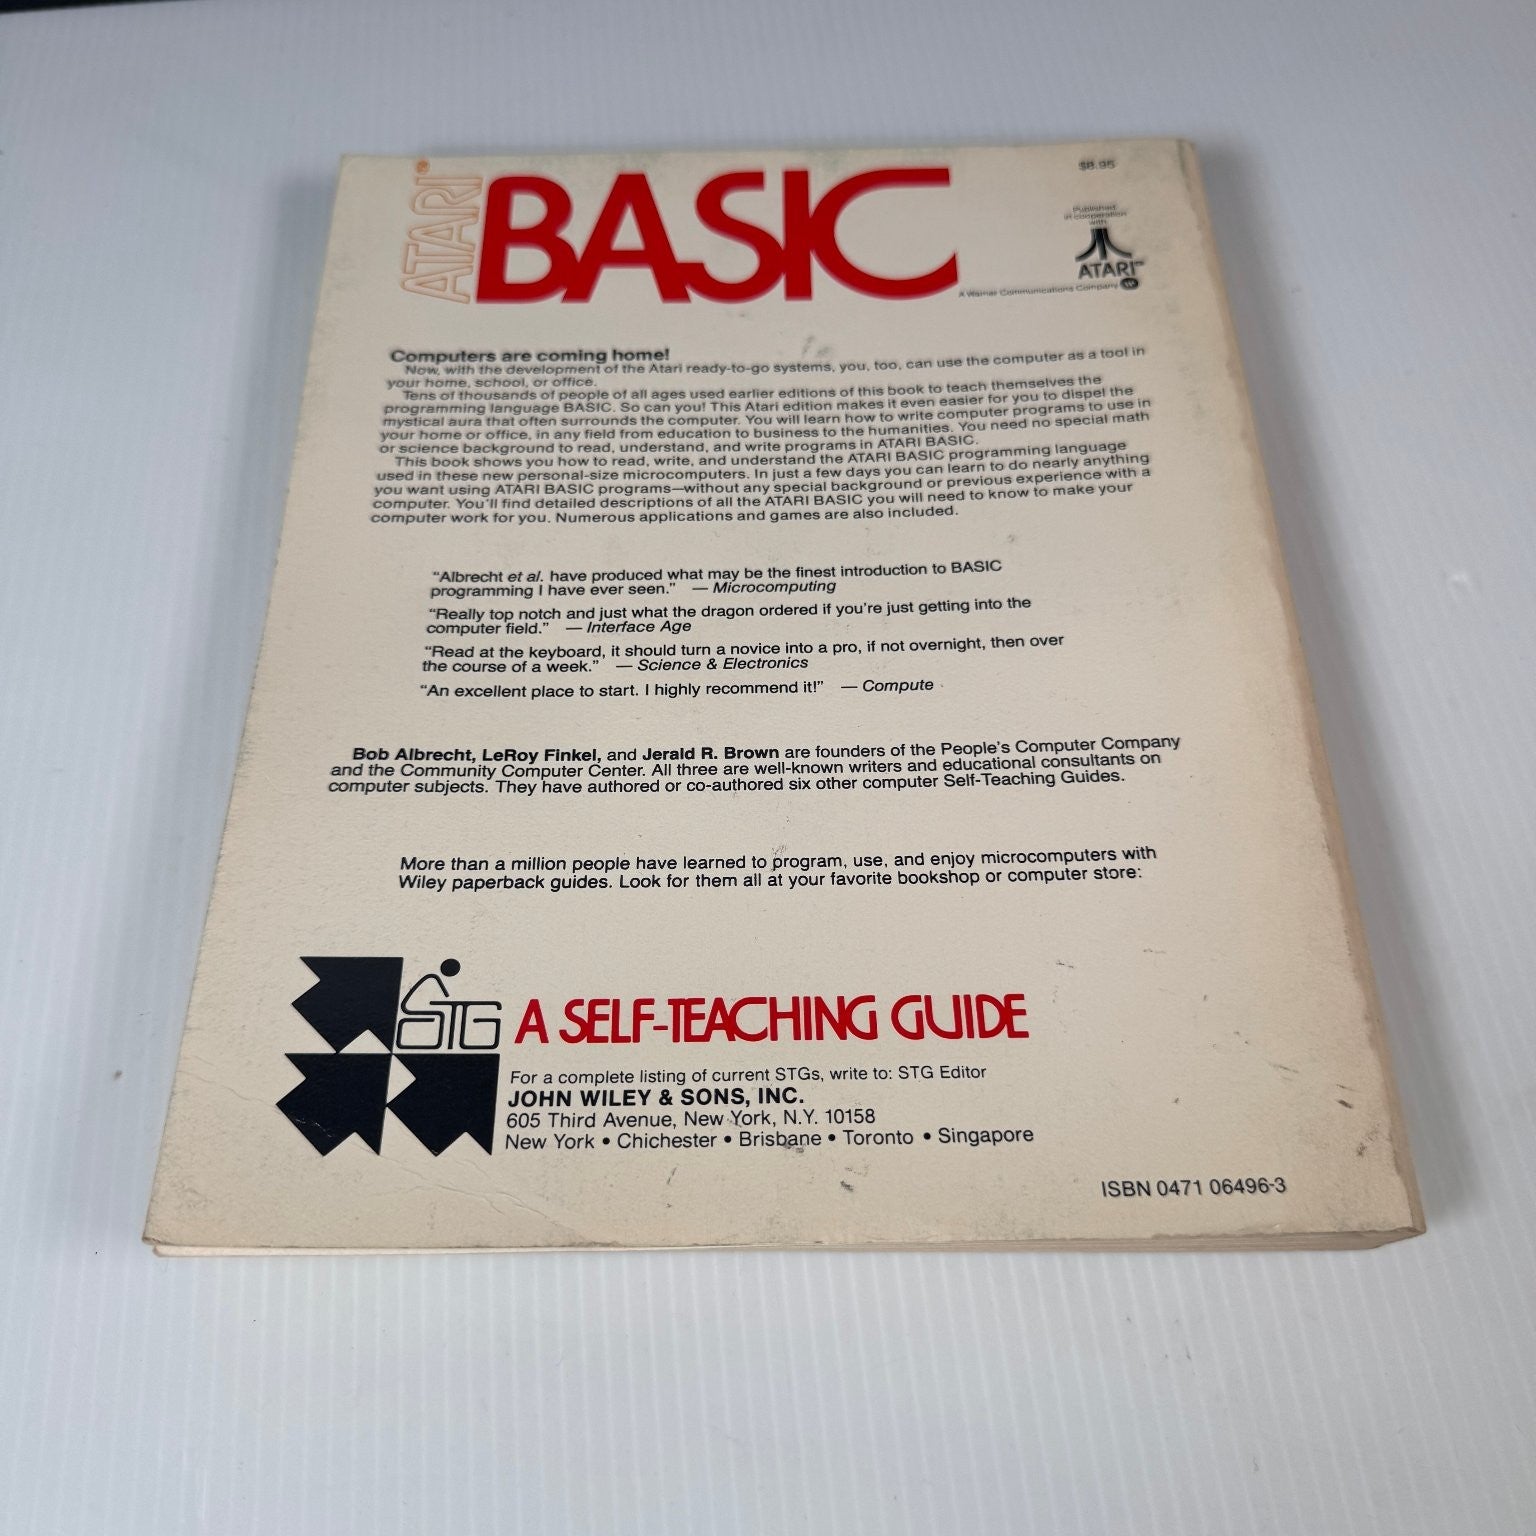 ATARI®
BASIC
$8.95
Published
in cooperation
with
ATARI™
A Warner Communications Company
Computers are coming home!
Now, with the development of the Atari ready-to-go systems, you, too, can use the computer as a tool in
your home, school, or office.
Tens of thousands of people of all ages used earlier editions of this book to teach themselves the
programming language BASIC. So can you! This Atari edition makes it even easier for you to dispel the
mystical aura that often surrounds the computer. You will learn how to write computer programs to use in
your home or office, in any field from education to business to the humanities. You need no special math
or science background to read, understand, and write programs in ATARI BASIC.
This book shows you how to read, write, and understand the ATARI BASIC programming language
used in these new personal-size microcomputers. In just a few days you can learn to do nearly anything
you want using ATARI BASIC programs—without any special background or previous experience with a
computer. You'll find detailed descriptions of all the ATARI BASIC you will need to know to make your
computer work for you. Numerous applications and games are also included.
"Albrecht et al. have produced what may be the finest introduction to BASIC
programming I have ever seen." — Microcomputing
"Really top notch and just what the dragon ordered if you're just getting into the
computer field." — Interface Age
"Read at the keyboard, it should turn a novice into a pro, if not overnight, then over
the course of a week." — Science & Electronics
"An excellent place to start. I highly recommend it!" — Compute
Bob Albrecht, LeRoy Finkel, and Jerald R. Brown are founders of the People's Computer Company
and the Community Computer Center. All three are well-known writers and educational consultants on
computer subjects. They have authored or co-authored six other computer Self-Teaching Guides.
More than a million people have learned to program, use, and enjoy microcomputers with
Wiley paperback guides. Look for them all at your favorite bookshop or computer store:
STG
A SELF-TEACHING GUIDE
For a complete listing of current STGs, write to: STG Editor
JOHN WILEY & SONS, INC.
605 Third Avenue, New York, N.Y. 10158
New York • Chichester • Brisbane • Toronto • Singapore
ISBN 0471 06496-3